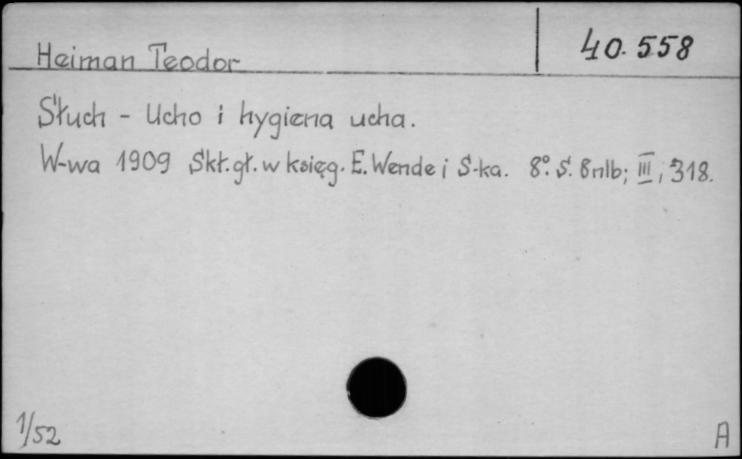 Heiman Teodor
40.558
Słuch - Ucho i hygiena ucha.
W-wa 1909 Skł.gł. w księg. E. Wende i S-ka. 8°. S. 8nlb; III; 318.
1/52
A